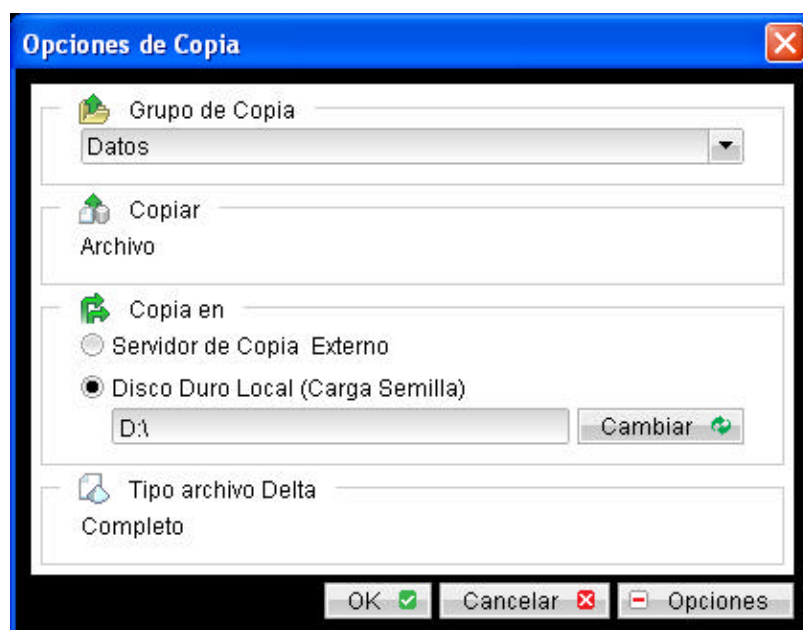 Opciones de Copia
Grupo de Copia
Datos
Copiar
Archivo
Copia en
Servidor de Copia Externo
Disco Duro Local (Carga Semilla)
D:\
Cambiar
Tipo archivo Delta
Completo
OK Cancelar Opciones